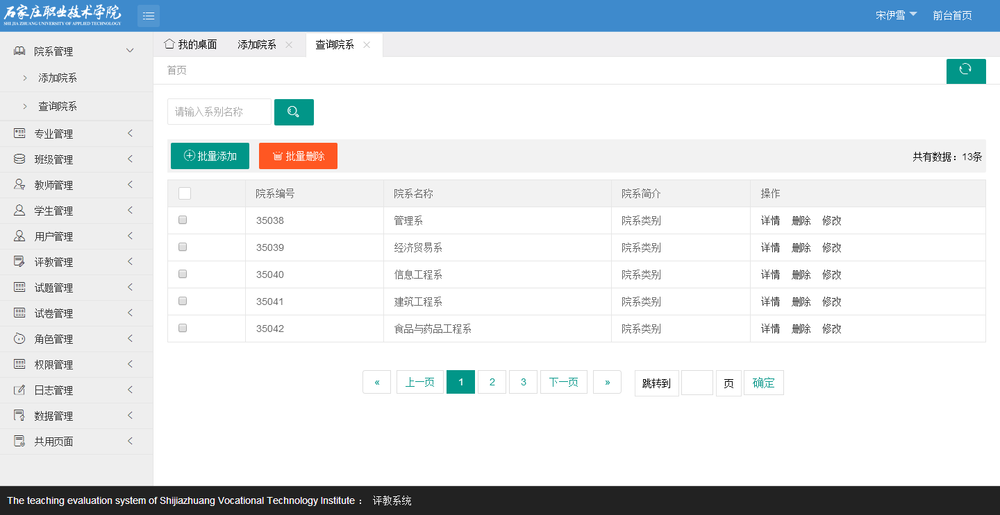 石家庄职业技术学院
SHI JIA ZHUANG UNIVERSITY OF APPLIED TECHNOLOGY
宋伊雪 前台首页
院系管理
添加院系
查询院系
专业管理
班级管理
教师管理
学生管理
用户管理
评教管理
试题管理
试卷管理
角色管理
权限管理
日志管理
数据管理
共用页面
我的桌面 添加院系 查询院系
首页
请输入系别名称
批量添加 批量删除 共有数据：13条
院系编号 院系名称 院系简介 操作
35038 管理系 院系类别 详情 删除 修改
35039 经济贸易系 院系类别 详情 删除 修改
35040 信息工程系 院系类别 详情 删除 修改
35041 建筑工程系 院系类别 详情 删除 修改
35042 食品与药品工程系 院系类别 详情 删除 修改
« 上一页 1 2 3 下一页 » 跳转到 页 确定
The teaching evaluation system of Shijiazhuang Vocational Technology Institute： 评教系统